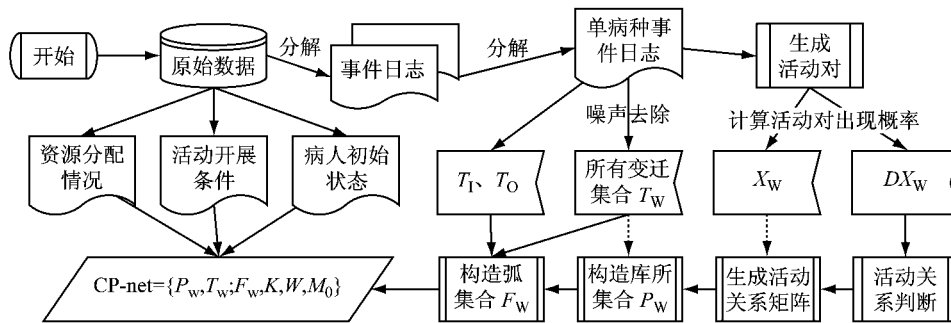 开始
原始数据
分解
事件日志
分解
单病种事
件日志
生成
活动对
噪声去除
计算活动对出现概率
资源分配
情况
活动开展
条件
病人初始
状态
T_I、T_O
所有变迁
集合 T_W
X_W
DX_W
CP-net={P_w,T_w;F_w,K,W,M_0}
构造弧
集合 F_W
构造库所
集合 P_W
生成活动
关系矩阵
活动关
系判断